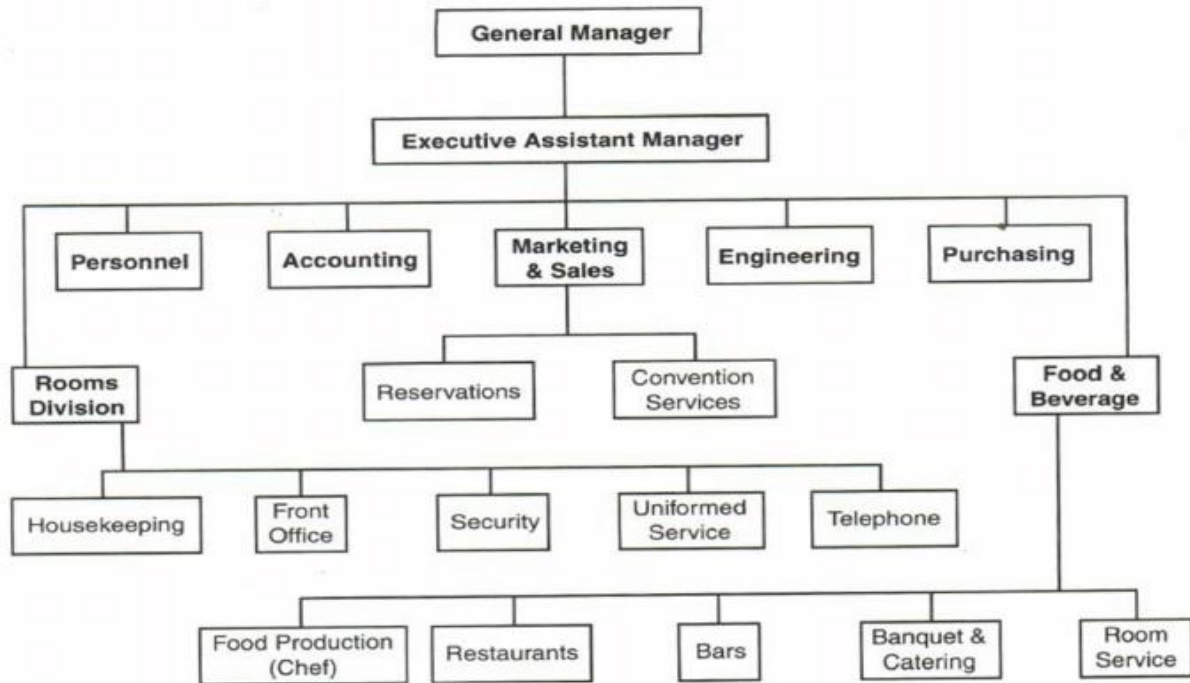 General Manager
Executive Assistant Manager
Personnel
Accounting
Marketing
& Sales
Engineering
Purchasing
Rooms
Division
Reservations
Convention
Services
Food &
Beverage
Housekeeping
Front
Office
Security
Uniformed
Service
Telephone
Food Production
(Chef)
Restaurants
Bars
Banquet &
Catering
Room
Service